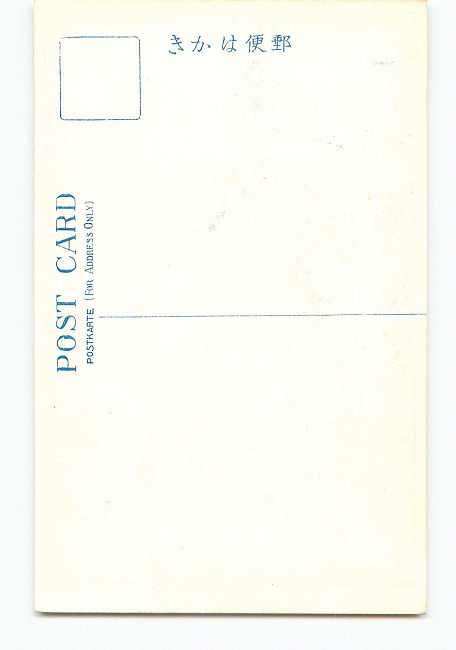 きかは便郵
POST CARD
POSTKARTE (FOR ADDRESS ONLY)